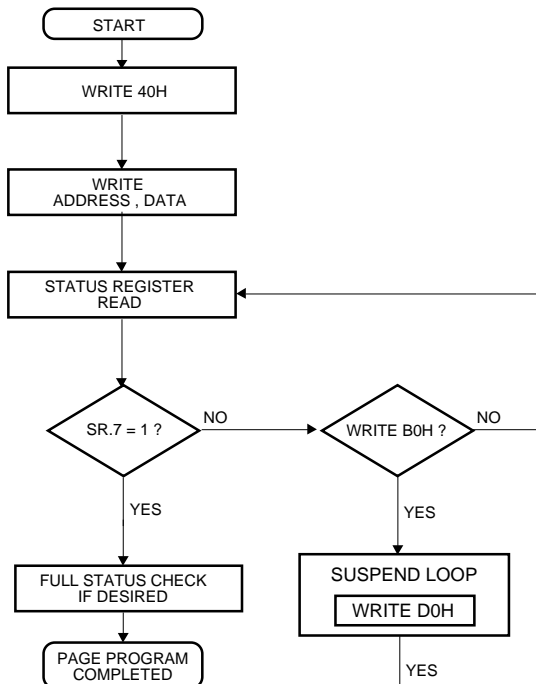 START
WRITE 40H
WRITE
ADDRESS , DATA
STATUS REGISTER
READ
SR.7 = 1 ?
NO
WRITE B0H ?
NO
YES
YES
FULL STATUS CHECK
IF DESIRED
SUSPEND LOOP
WRITE D0H
PAGE PROGRAM
COMPLETED
YES